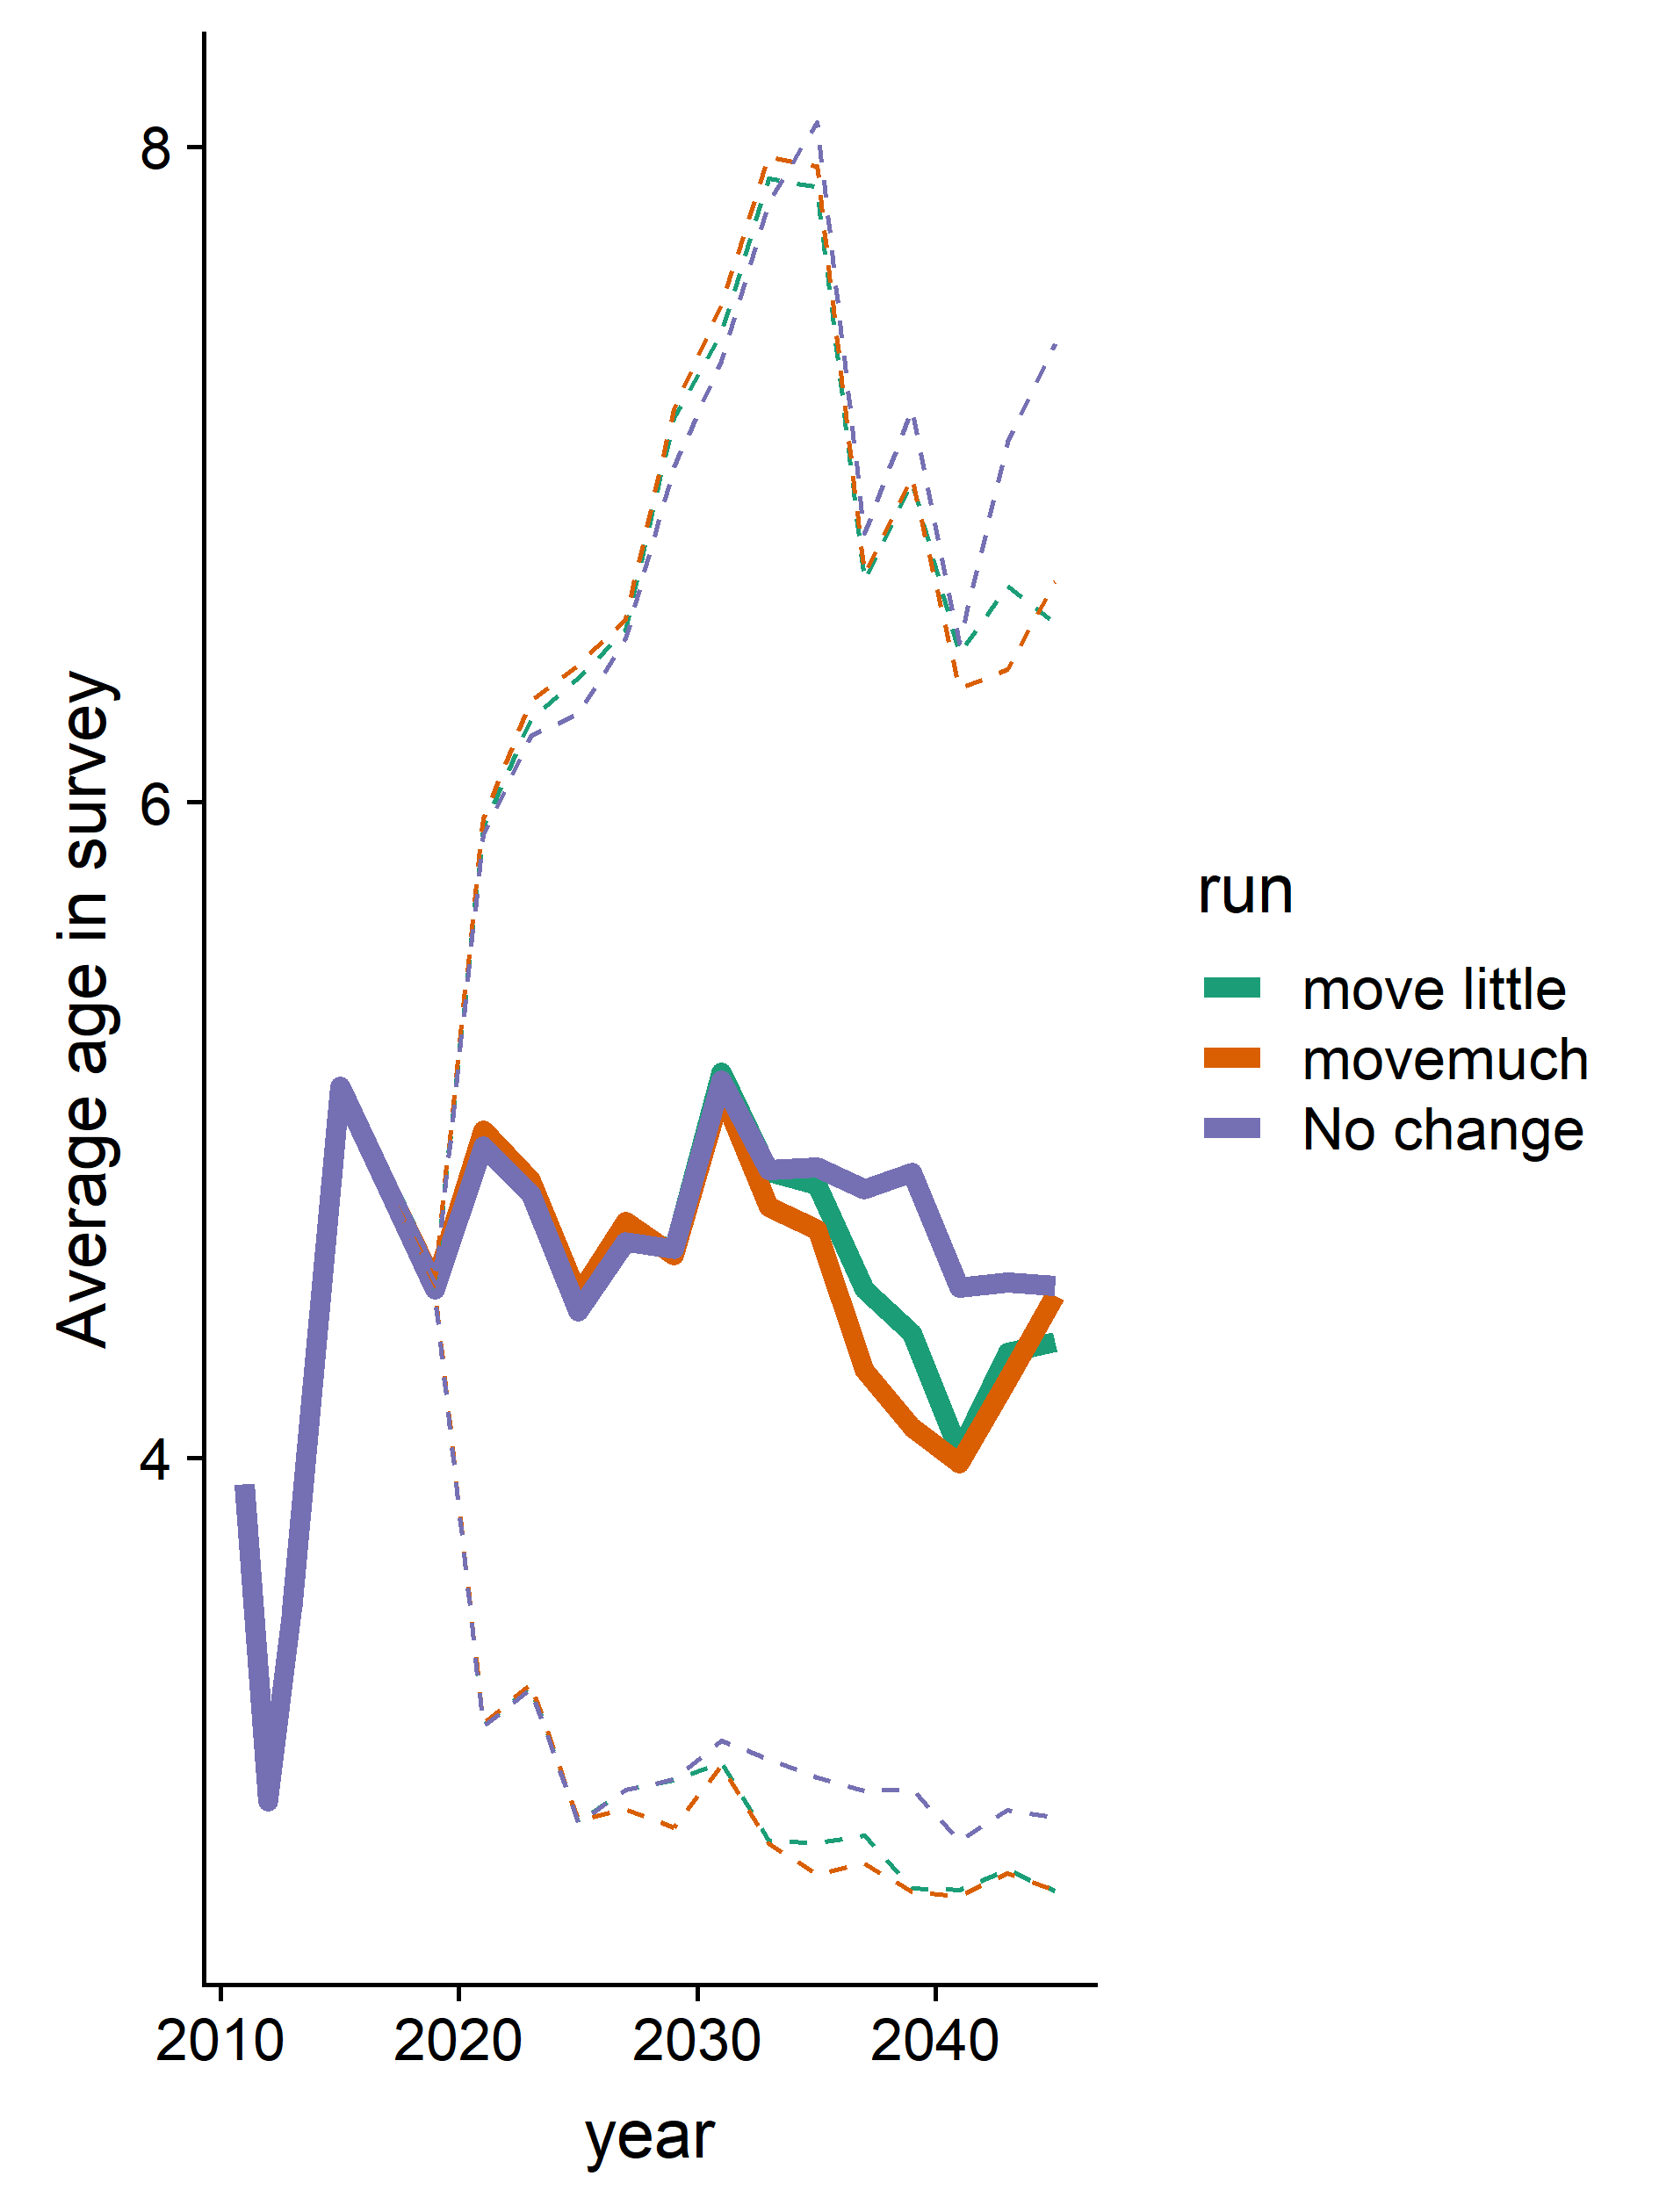 Average age in survey
8
6
4
2010 2020 2030 2040
year
run
move little
movemuch
No change